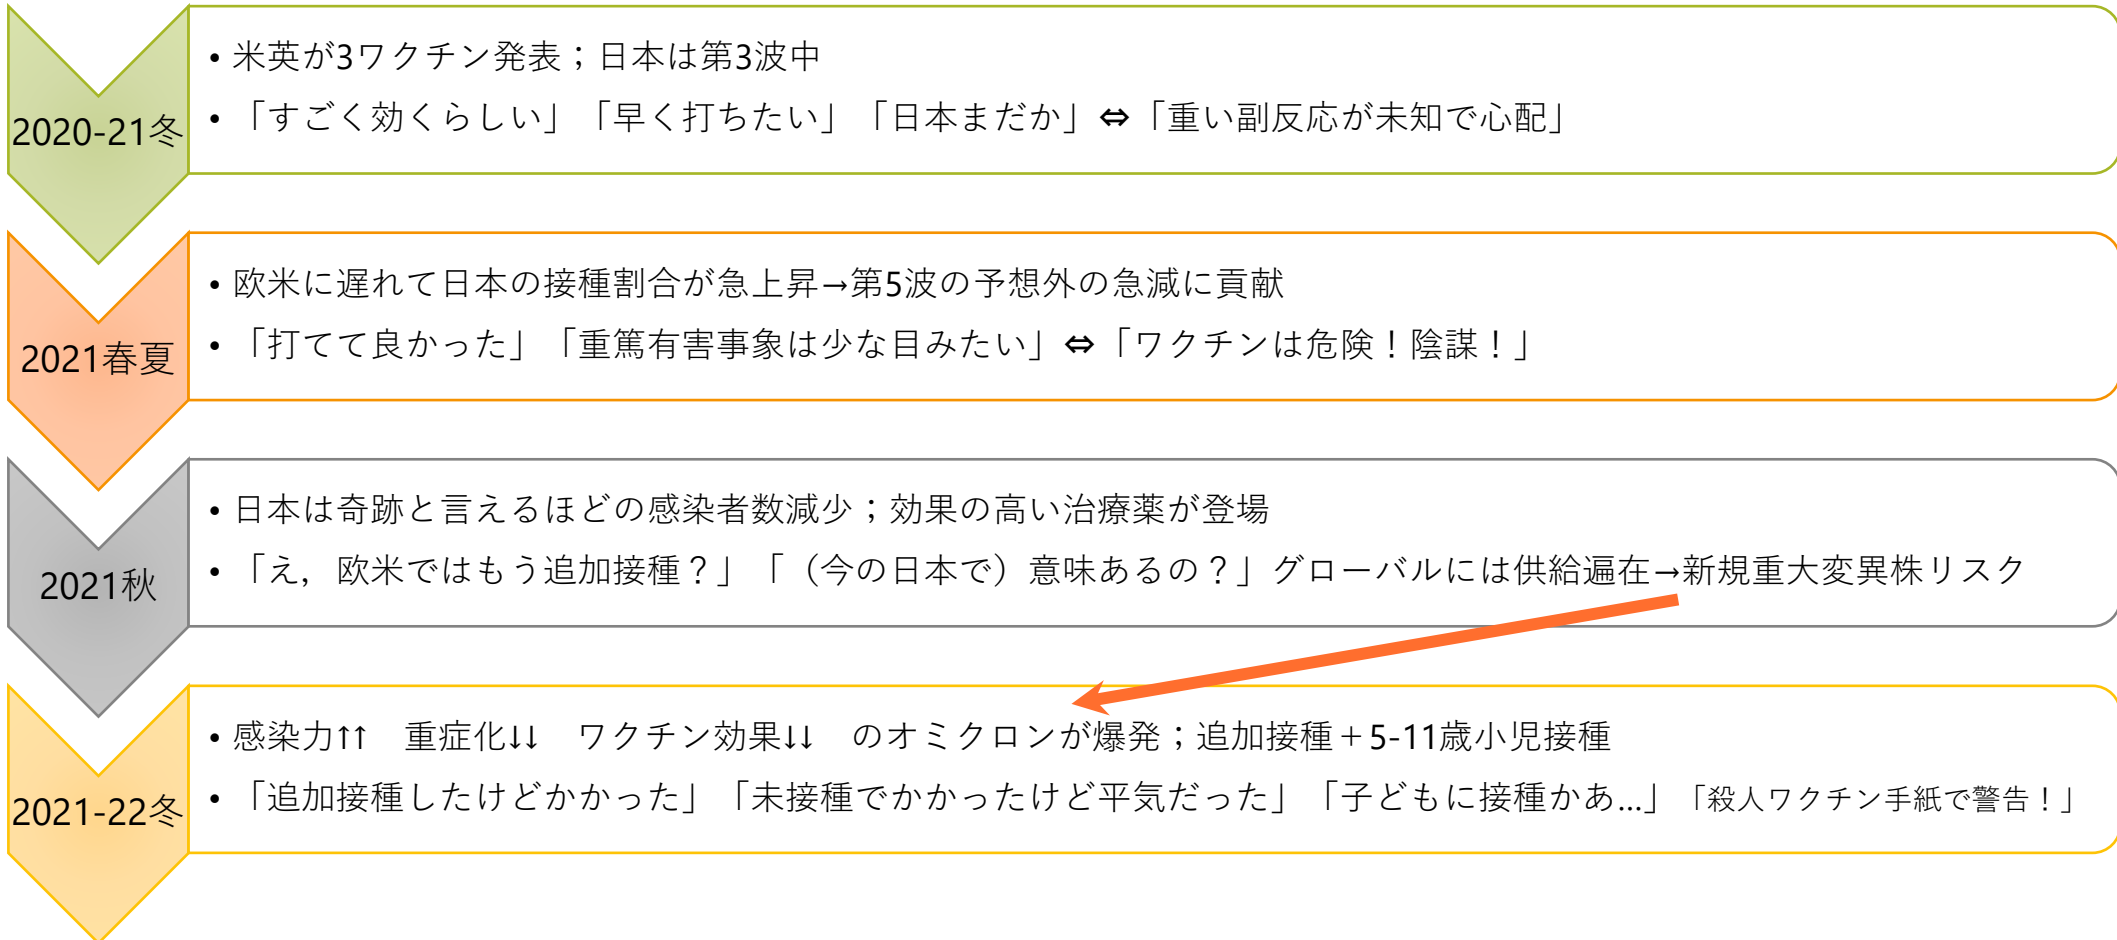 2020-21冬
• 米英が3ワクチン発表；日本は第3波中
• 「すごく効くらしい」「早く打ちたい」「日本まだか」⇔「重い副反応が未知で心配」
2021春夏
• 欧米に遅れて日本の接種割合が急上昇→第5波の予想外の急減に貢献
• 「打てて良かった」「重篤有害事象は少な目みたい」⇔「ワクチンは危険！陰謀！」
2021秋
• 日本は奇跡と言えるほどの感染者数減少；効果の高い治療薬が登場
• 「え，欧米ではもう追加接種？」「（今の日本で）意味あるの？」グローバルには供給遍在→新規重大変異株リスク
2021-22冬
• 感染力↑↑　重症化↓↓　ワクチン効果↓↓　のオミクロンが爆発；追加接種＋5-11歳小児接種
• 「追加接種したけどかかった」「未接種でかかったけど平気だった」「子どもに接種かあ…」「殺人ワクチン手紙で警告！」